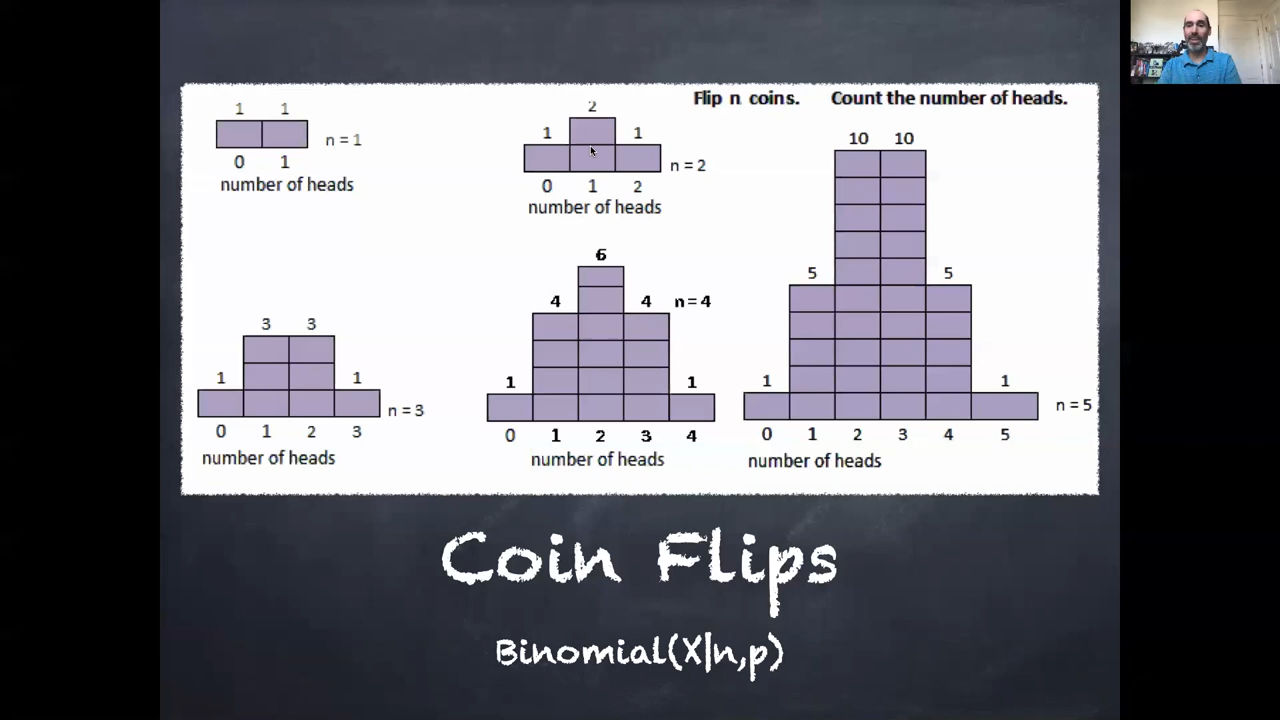 Flip n coins. Count the number of heads.
1 1
n = 1
0 1
number of heads
2
1 1
n = 2
0 1 2
number of heads
3 3
1 1
n = 3
0 1 2 3
number of heads
6
4 4
n = 4
1 1
0 1 2 3 4
number of heads
10 10
5 5
1 1
n = 5
0 1 2 3 4 5
number of heads
Coin Flips
Binomial(X|n,p)